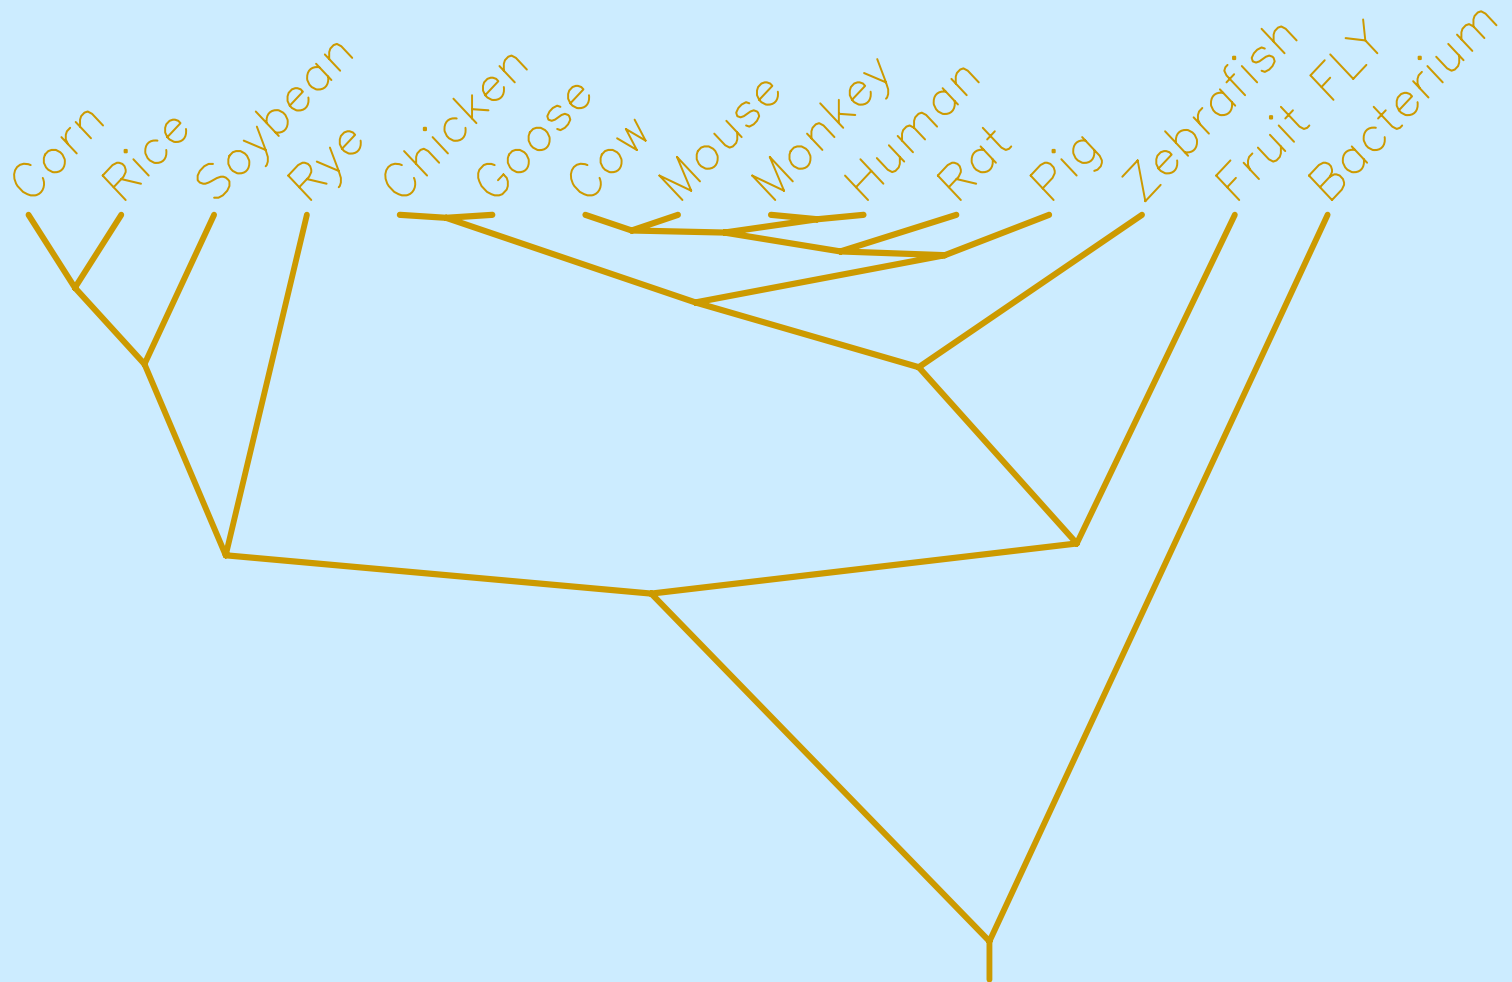 Corn
Rice
Soybean
Rye
Chicken
Goose
Cow
Mouse
Monkey
Human
Rat
Pig
Zebrafish
Fruit FLY
Bacterium